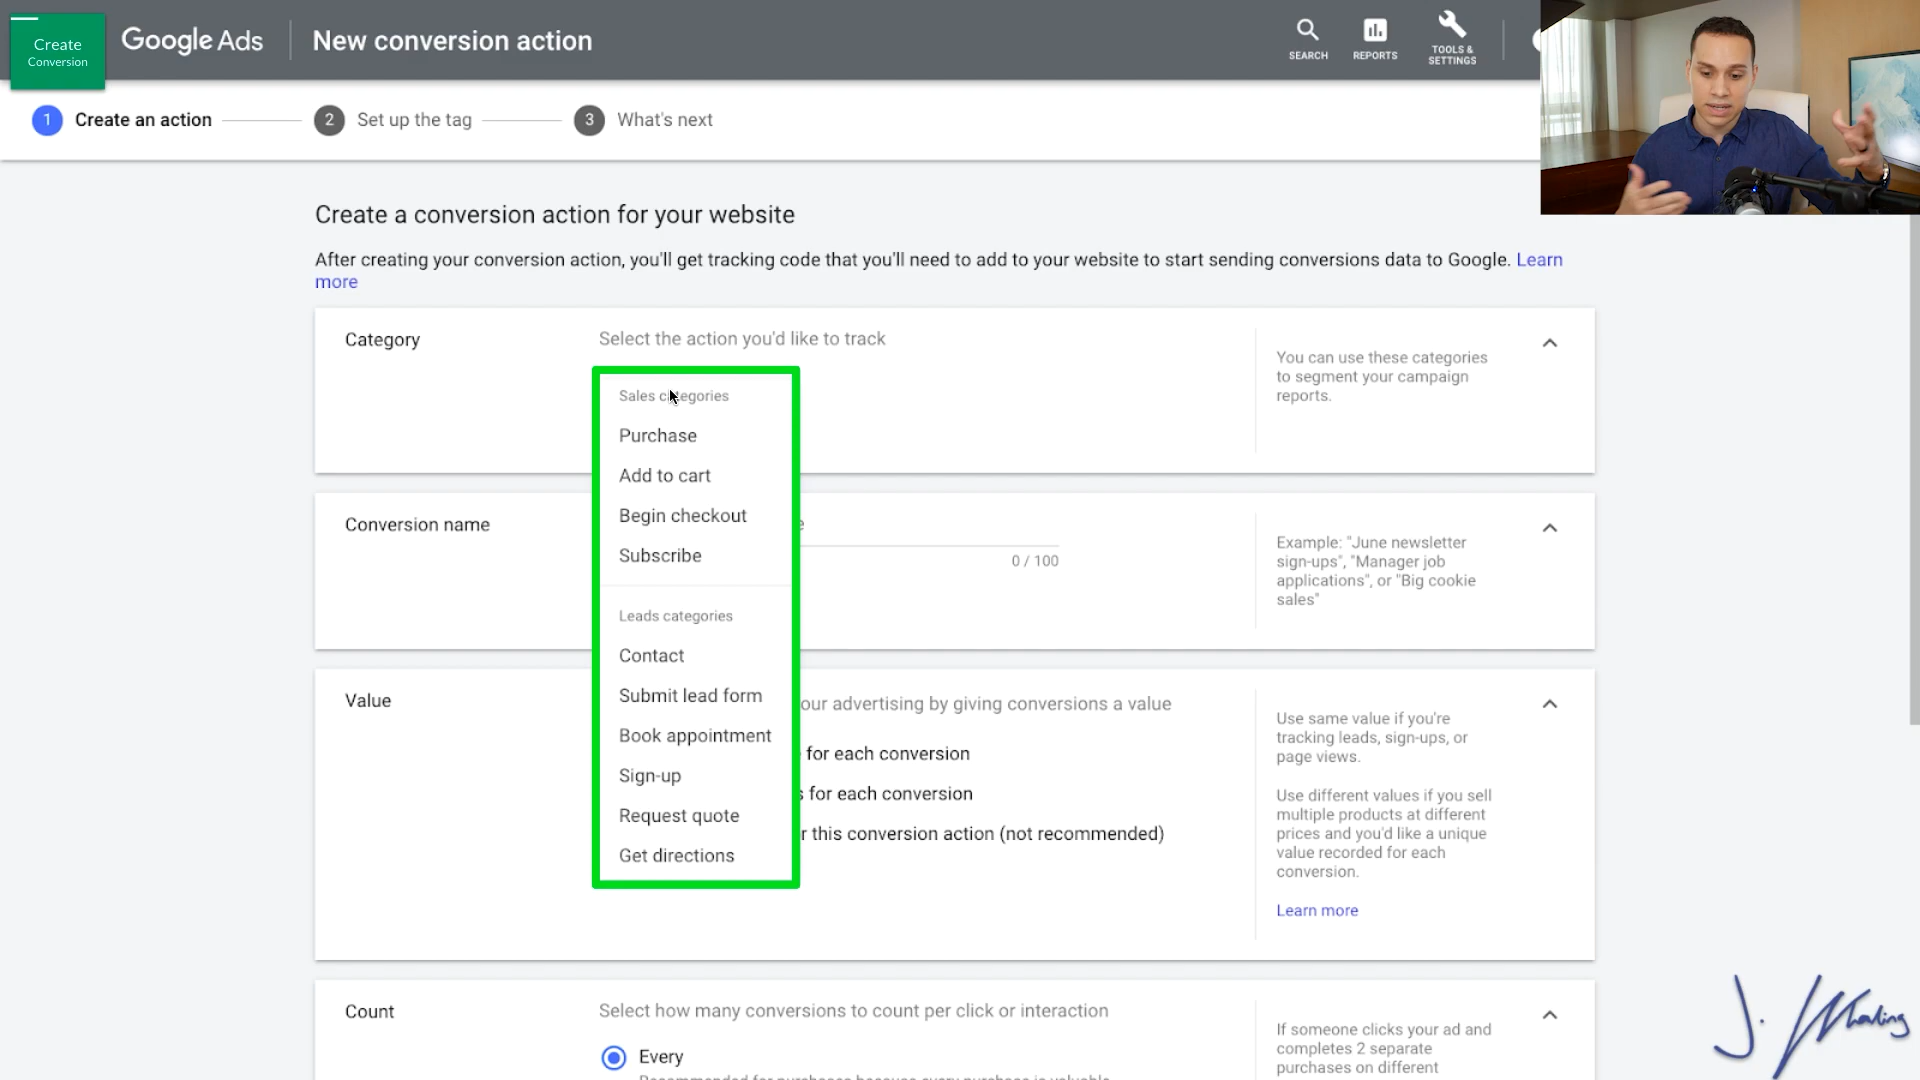 Create
Conversion
Google Ads
New conversion action
SEARCH
REPORTS
TOOLS &
SETTINGS
1 Create an action
2 Set up the tag
3 What's next
Create a conversion action for your website
After creating your conversion action, you'll get tracking code that you'll need to add to your website to start sending conversions data to Google. Learn
more
Category
Select the action you'd like to track
You can use these categories
to segment your campaign
reports.
Sales categories
Purchase
Add to cart
Begin checkout
Subscribe
Leads categories
Contact
Submit lead form
Book appointment
Sign-up
Request quote
Get directions
Conversion name
e
0 / 100
Example: "June newsletter
sign-ups", "Manager job
applications", or "Big cookie
sales"
Value
our advertising by giving conversions a value
for each conversion
s for each conversion
r this conversion action (not recommended)
Use same value if you're
tracking leads, sign-ups, or
page views.
Use different values if you sell
multiple products at different
prices and you'd like a unique
value recorded for each
conversion.
Learn more
Count
Select how many conversions to count per click or interaction
Every
Recommended for purchases because every purchase is valuable
If someone clicks your ad and
completes 2 separate
purchases on different